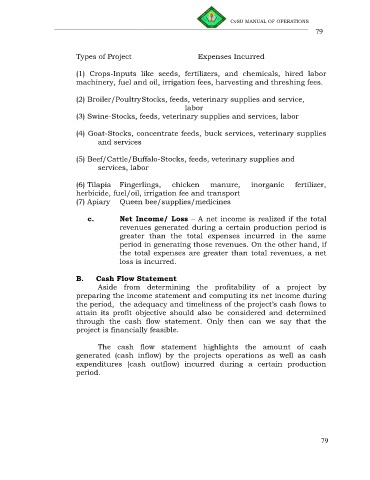 CvSU MANUAL OF OPERATIONS
79
Types of Project Expenses Incurred
(1) Crops-Inputs like seeds, fertilizers, and chemicals, hired labor
machinery, fuel and oil, irrigation fees, harvesting and threshing fees.
(2) Broiler/PoultryStocks, feeds, veterinary supplies and service,
labor
(3) Swine-Stocks, feeds, veterinary supplies and services, labor
(4) Goat-Stocks, concentrate feeds, buck services, veterinary supplies
and services
(5) Beef/Cattle/Buffalo-Stocks, feeds, veterinary supplies and
services, labor
(6) Tilapia Fingerlings, chicken manure, inorganic fertilizer,
herbicide, fuel/oil, irrigation fee and transport
(7) Apiary Queen bee/supplies/medicines
c. Net Income/ Loss – A net income is realized if the total
revenues generated during a certain production period is
greater than the total expenses incurred in the same
period in generating those revenues. On the other hand, if
the total expenses are greater than total revenues, a net
loss is incurred.
B. Cash Flow Statement
Aside from determining the profitability of a project by
preparing the income statement and computing its net income during
the period, the adequacy and timeliness of the project's cash flows to
attain its profit objective should also be considered and determined
through the cash flow statement. Only then can we say that the
project is financially feasible.
The cash flow statement highlights the amount of cash
generated (cash inflow) by the projects operations as well as cash
expenditures (cash outflow) incurred during a certain production
period.
79